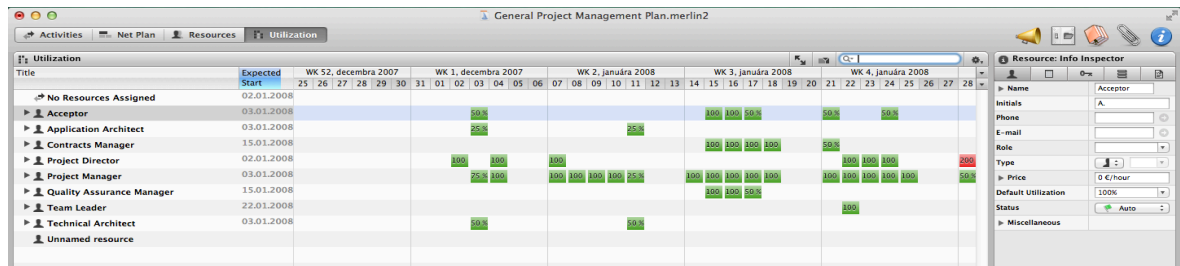 General Project Management Plan.merlin2
Activities Net Plan Resources Utilization
Utilization
Resource: Info Inspector
Title Expected Start WK 52, decembra 2007 WK 1, decembra 2007 WK 2, januára 2008 WK 3, januára 2008 WK 4, januára 2008
25 26 27 28 29 30 31 01 02 03 04 05 06 07 08 09 10 11 12 13 14 15 16 17 18 19 20 21 22 23 24 25 26 27 28
No Resources Assigned 02.01.2008
Acceptor 03.01.2008 50 % 100 100 50 % 50 % 50 %
Application Architect 03.01.2008 25 % 25 %
Contracts Manager 15.01.2008 100 100 100 100 50 %
Project Director 02.01.2008 100 100 100 100 100 100 200
Project Manager 03.01.2008 25 % 100 100 100 100 100 25 % 100 100 100 100 100 100 100 100 100 100 50 %
Quality Assurance Manager 15.01.2008 100 100 50 %
Team Leader 22.01.2008 100
Technical Architect 03.01.2008 50 % 50 %
Unnamed resource
Name Acceptor
Initials A.
Phone
E-mail
Role
Type
Price 0 €/hour
Default Utilization 100%
Status Auto
Miscellaneous